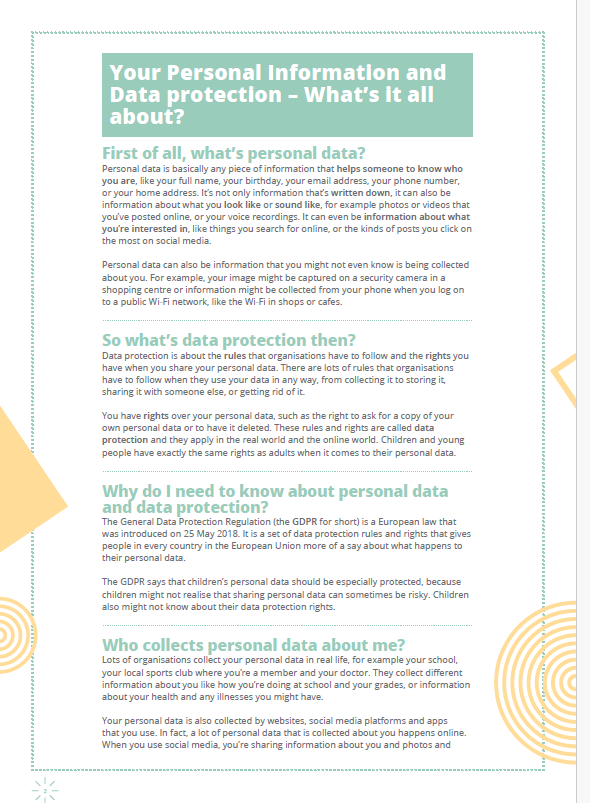 Your Personal Information and
Data protection – What's it all
about?
First of all, what's personal data?
Personal data is basically any piece of information that helps someone to know who
you are, like your full name, your birthday, your email address, your phone number,
or your home address. It's not only information that's written down, it can also be
information about what you look like or sound like, for example photos or videos that
you've posted online, or your voice recordings. It can even be information about what
you're interested in, like things you search for online, or the kinds of posts you click on
the most on social media.
Personal data can also be information that you might not even know is being collected
about you. For example, your image might be captured on a security camera in a
shopping centre or information might be collected from your phone when you log on
to a public Wi-Fi network, like the Wi-Fi in shops or cafes.
So what's data protection then?
Data protection is about the rules that organisations have to follow and the rights you
have when you share your personal data. There are lots of rules that organisations
have to follow when they use your data in any way, from collecting it to storing it,
sharing it with someone else, or getting rid of it.
You have rights over your personal data, such as the right to ask for a copy of your
own personal data or to have it deleted. These rules and rights are called data
protection and they apply in the real world and the online world. Children and young
people have exactly the same rights as adults when it comes to their personal data.
Why do I need to know about personal data
and data protection?
The General Data Protection Regulation (the GDPR for short) is a European law that
was introduced on 25 May 2018. It is a set of data protection rules and rights that gives
people in every country in the European Union more of a say about what happens to
their personal data.
The GDPR says that children's personal data should be especially protected, because
children might not realise that sharing personal data can sometimes be risky. Children
also might not know about their data protection rights.
Who collects personal data about me?
Lots of organisations collect your personal data in real life, for example your school,
your local sports club where you're a member and your doctor. They collect different
information about you like how you're doing at school and your grades, or information
about your health and any illnesses you might have.
Your personal data is also collected by websites, social media platforms and apps
that you use. In fact, a lot of personal data that is collected about you happens online.
When you use social media, you're sharing information about you and photos and
2